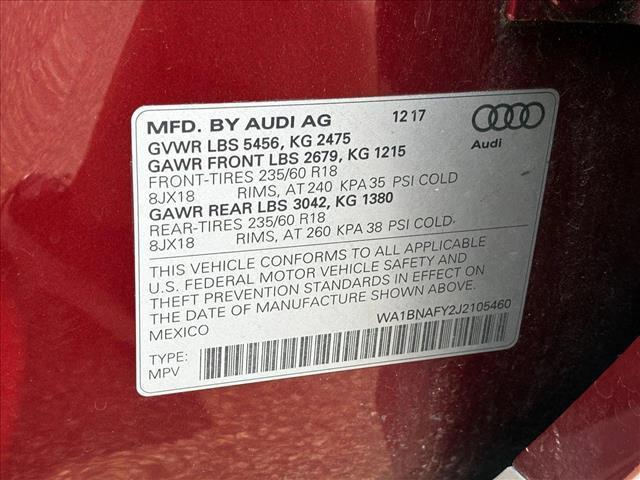 MFD. BY AUDI AG 12 17
GVWR LBS 5456, KG 2475
GAWR FRONT LBS 2679, KG 1215
FRONT-TIRES 235/60 R18
8JX18 RIMS, AT 240 KPA 35 PSI COLD
GAWR REAR LBS 3042, KG 1380
REAR-TIRES 235/60 R18
8JX18 RIMS, AT 260 KPA 38 PSI COLD.
Audi
THIS VEHICLE CONFORMS TO ALL APPLICABLE
U.S. FEDERAL MOTOR VEHICLE SAFETY AND
THEFT PREVENTION STANDARDS IN EFFECT ON
THE DATE OF MANUFACTURE SHOWN ABOVE.
MEXICO WA1BNAFY2J2105460
TYPE:
MPV